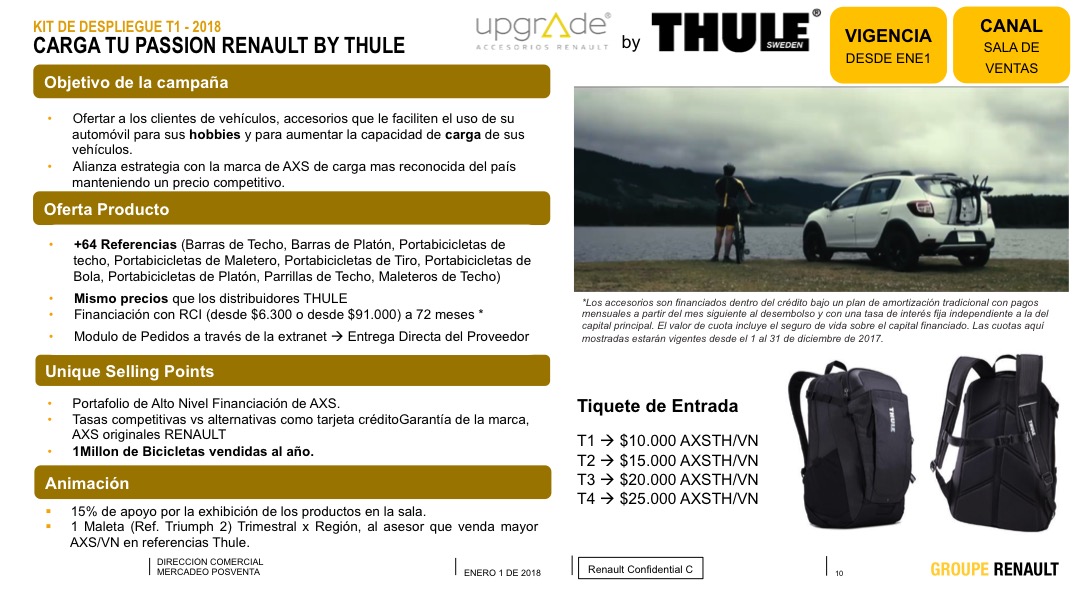 KIT DE DESPLIEGUE T1 - 2018
CARGA TU PASSION RENAULT BY THULE
upgrade®
ACCESORIOS RENAULT
by
THULE®
SWEDEN
VIGENCIA
DESDE ENE1
CANAL
SALA DE
VENTAS
Objetivo de la campaña
• Ofertar a los clientes de vehículos, accesorios que le faciliten el uso de su
automóvil para sus hobbies y para aumentar la capacidad de carga de sus
vehículos.
• Alianza estrategia con la marca de AXS de carga mas reconocida del país
manteniendo un precio competitivo.
Oferta Producto
• +64 Referencias (Barras de Techo, Barras de Platón, Portabicicletas de
techo, Portabicicletas de Maletero, Portabicicletas de Tiro, Portabicicletas de
Bola, Portabicicletas de Platón, Parrillas de Techo, Maleteros de Techo)
• Mismo precios que los distribuidores THULE
• Financiación con RCI (desde $6.300 o desde $91.000) a 72 meses *
• Modulo de Pedidos a través de la extranet → Entrega Directa del Proveedor
Unique Selling Points
• Portafolio de Alto Nivel Financiación de AXS.
• Tasas competitivas vs alternativas como tarjeta créditoGarantía de la marca,
AXS originales RENAULT
• 1Millon de Bicicletas vendidas al año.
Animación
▪ 15% de apoyo por la exhibición de los productos en la sala.
▪ 1 Maleta (Ref. Triumph 2) Trimestral x Región, al asesor que venda mayor
AXS/VN en referencias Thule.
*Los accesorios son financiados dentro del crédito bajo un plan de amortización tradicional con pagos
mensuales a partir del mes siguiente al desembolso y con una tasa de interés fija independiente a la del
capital principal. El valor de cuota incluye el seguro de vida sobre el capital financiado. Las cuotas aquí
mostradas estarán vigentes desde el 1 al 31 de diciembre de 2017.
Tiquete de Entrada
T1 → $10.000 AXSTH/VN
T2 → $15.000 AXSTH/VN
T3 → $20.000 AXSTH/VN
T4 → $25.000 AXSTH/VN
THULE
DIRECCION COMERCIAL
MERCADEO POSVENTA
ENERO 1 DE 2018
Renault Confidential C
10
GROUPE RENAULT